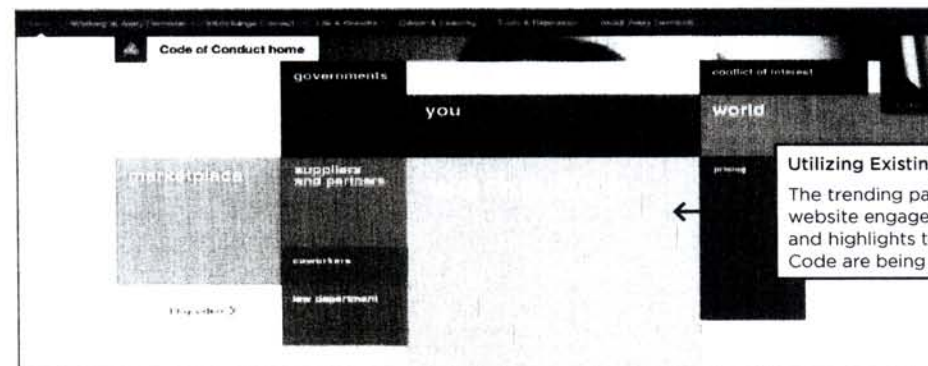 Code of Conduct home
governments
conflict of interest
you
world
marketplace
suppliers
and partners
pricing
Utilizing Existin
The trending pa
website engage
and highlights t
Code are being
coworkers
law department